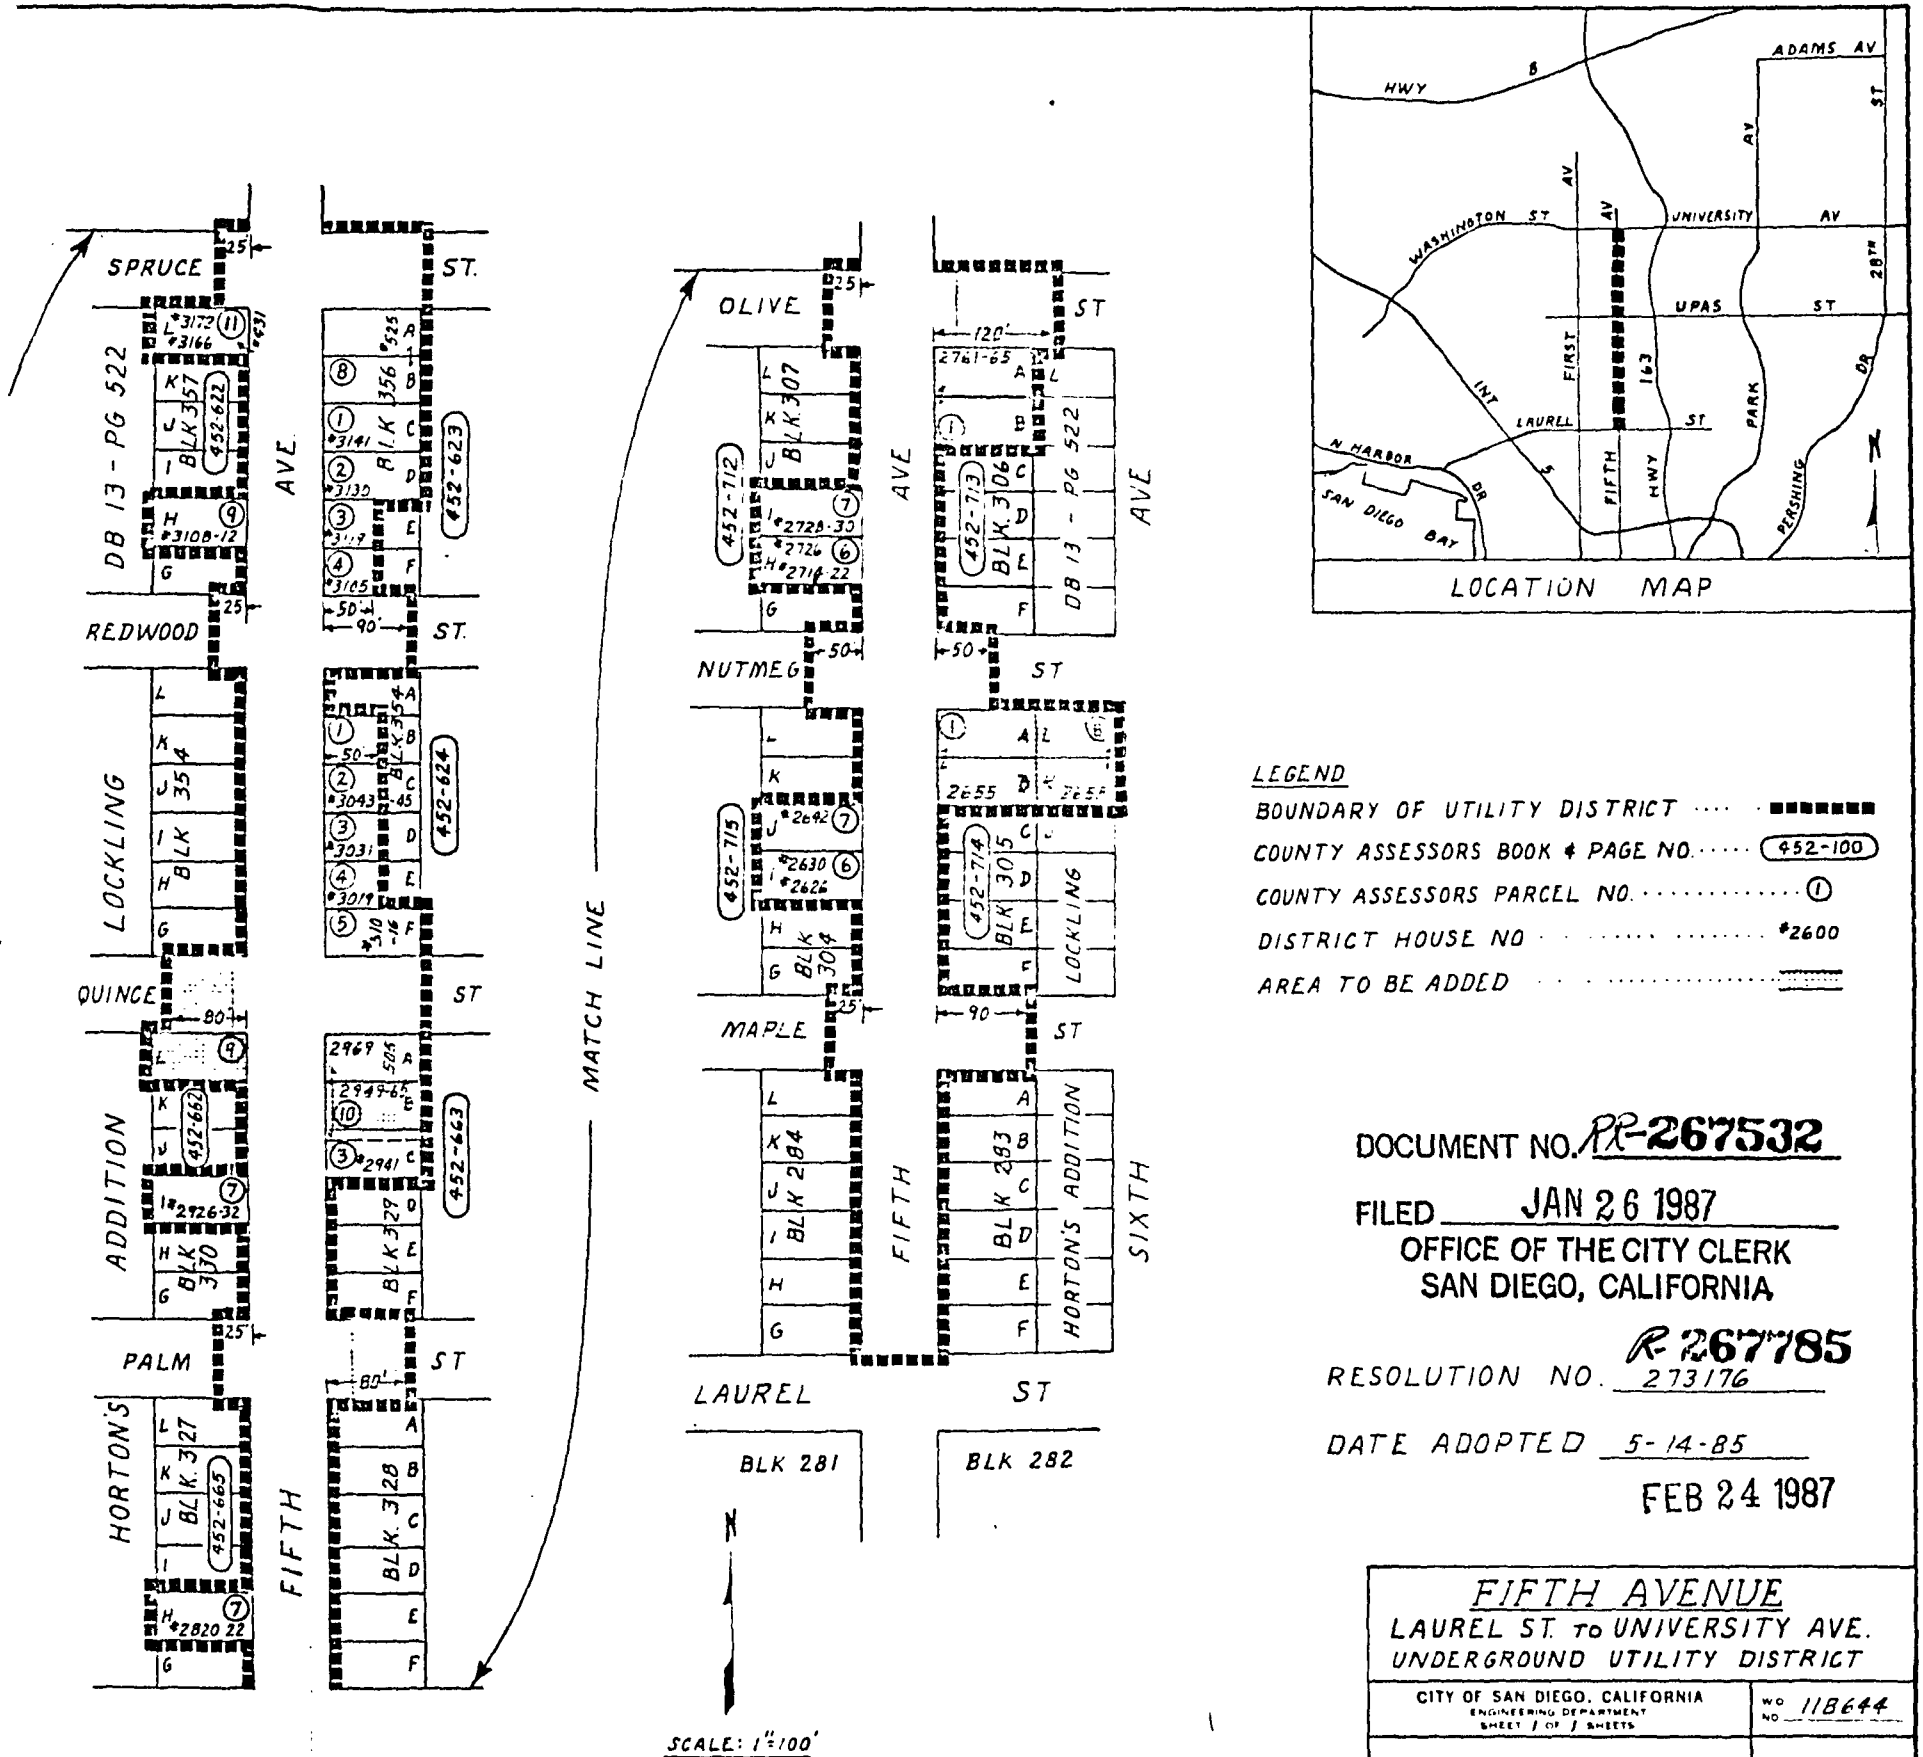 SPRUCE ST.
25
L #3172 ⑪
#3166
#431
K
J
I
BLK 357
452-622
H ⑨
#3108-12
G
DB 13 - PG 522
AVE.
A #525
⑧ B
BLK 356
① C
#3141
② D
#3130
③ E
#3119
④ F
#3105
452-623
50'
90'
25
REDWOOD ST.
L
K
J
I
H
G
BLK 354
LOCKLING
A
① B
50'
BLK 354
② C
#3043-45
③ D
#3031
④ E
#3019
⑤ F
452-624
QUINCE ST
80'
L ⑨
K
J
452-662
I ⑦
#2926-32
H
G
BLK 330
ADDITION
2969 505 A
2949-65
⑩
③ #2941 C
D
E
F
BLK 329
452-663
25
PALM ST
80'
HORTON'S
L
K
J
I
BLK. 327
452-665
H ⑦
#2820 22
G
FIFTH
A
B
C
D
E
F
BLK. 328
MATCH LINE
OLIVE ST
25
120'
L
K
J
BLK 307
452-712
I ⑦
#2728-30
#2726 ⑥
H
G
AVE
2761-65
A L
① B
C
D
E
F
BLK 306
452-713
DB 13 - PG 522
AVE
50
50
NUTMEG ST
L
K
J #2642 ⑦
I #2630 ⑥
#2626
H
G
BLK 304
452-715
① A L
2655 B K
C J
D
E
F
BLK 305
452-714
LOCKLING
25
90
MAPLE ST
L
K
J
I
H
G
BLK 284
FIFTH
A
B
C
D
E
F
BLK 283
HORTON'S ADDITION
SIXTH
LAUREL ST
BLK 281
BLK 282
N
SCALE: 1"=100'
HWY 8
ADAMS AV
ST
AV
AV
AV
WASHINGTON ST
UNIVERSITY AV
28TH
UPAS ST
FIRST
163
INT 5
LAUREL ST
PARK
DR
N HARBOR DR
FIFTH
HWY
PERSHING
SAN DIEGO BAY
N
LOCATION MAP
LEGEND
BOUNDARY OF UTILITY DISTRICT
COUNTY ASSESSORS BOOK & PAGE NO. 452-100
COUNTY ASSESSORS PARCEL NO. ①
DISTRICT HOUSE NO #2600
AREA TO BE ADDED
DOCUMENT NO. RR-267532
FILED JAN 26 1987
OFFICE OF THE CITY CLERK
SAN DIEGO, CALIFORNIA
R-267785
RESOLUTION NO. 273176
DATE ADOPTED 5-14-85
FEB 24 1987
FIFTH AVENUE
LAUREL ST. TO UNIVERSITY AVE.
UNDERGROUND UTILITY DISTRICT
CITY OF SAN DIEGO, CALIFORNIA
ENGINEERING DEPARTMENT
SHEET 1 OF 1 SHEETS
WO NO 118644